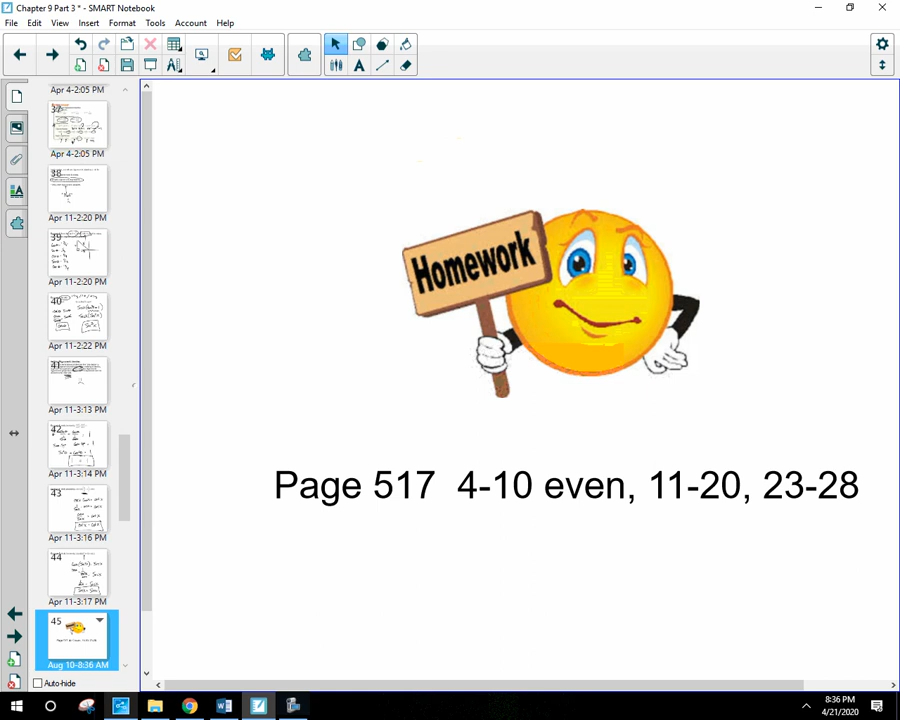 Chapter 9 Part 3 * - SMART Notebook
File Edit View Insert Format Tools Account Help
Apr 4-2:05 PM
37
Apr 4-2:05 PM
38
Apr 11-2:20 PM
39
Apr 11-2:20 PM
40
Apr 11-2:22 PM
41
Apr 11-3:13 PM
42
Apr 11-3:14 PM
43
Apr 11-3:16 PM
44
Apr 11-3:17 PM
45
Aug 10-8:36 AM
Auto-hide
Homework
Page 517 4-10 even, 11-20, 23-28
8:36 PM
4/21/2020